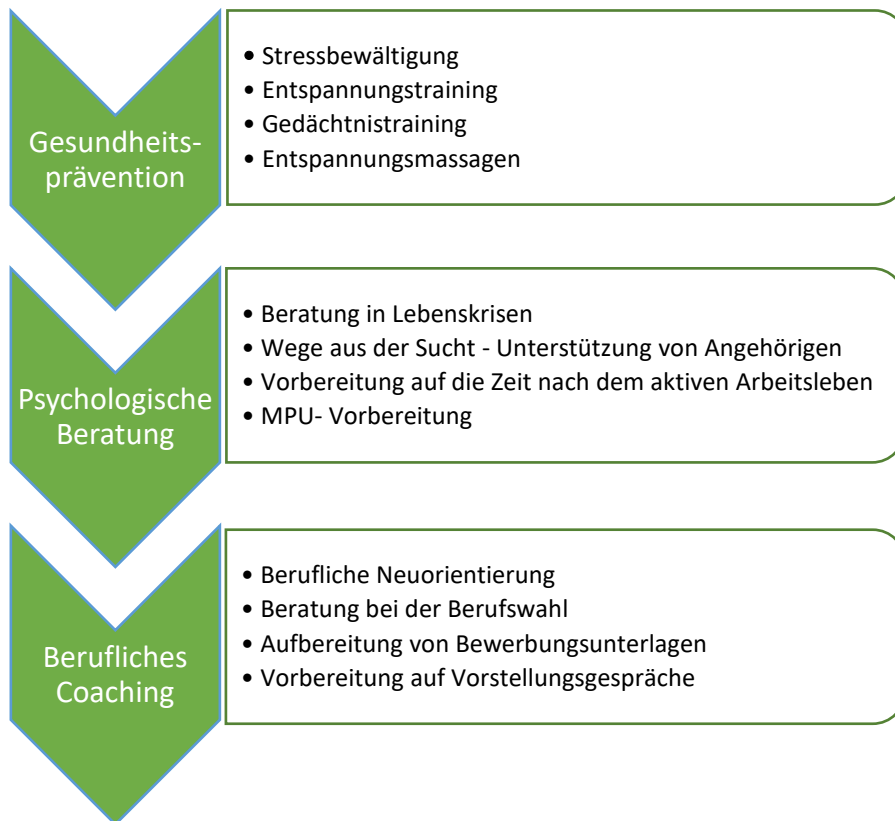 Gesundheits-
prävention
• Stressbewältigung
• Entspannungstraining
• Gedächtnistraining
• Entspannungsmassagen
Psychologische
Beratung
• Beratung in Lebenskrisen
• Wege aus der Sucht - Unterstützung von Angehörigen
• Vorbereitung auf die Zeit nach dem aktiven Arbeitsleben
• MPU- Vorbereitung
Berufliches
Coaching
• Berufliche Neuorientierung
• Beratung bei der Berufswahl
• Aufbereitung von Bewerbungsunterlagen
• Vorbereitung auf Vorstellungsgespräche